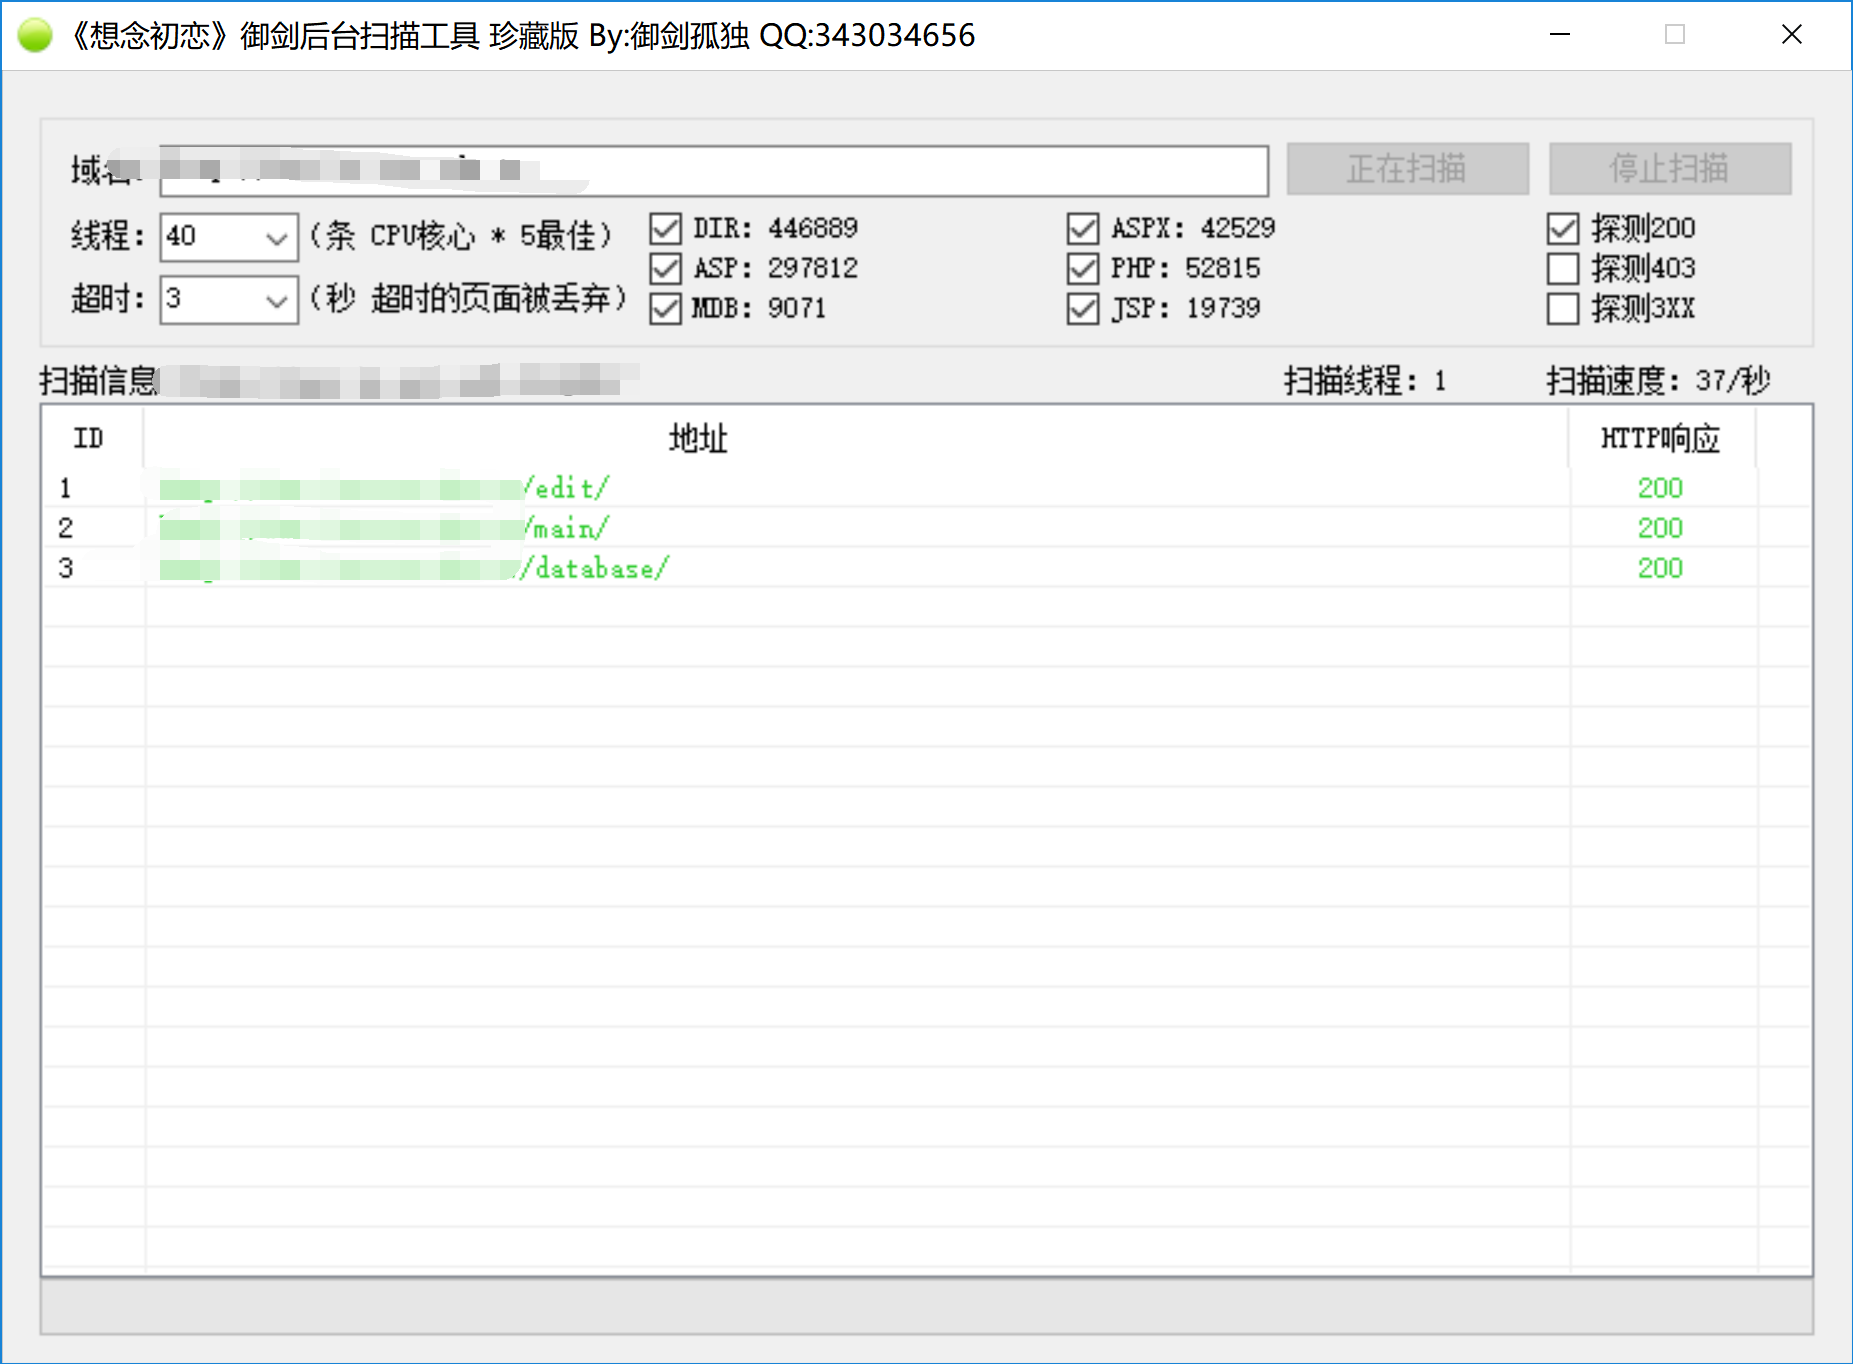 《想念初恋》御剑后台扫描工具 珍藏版 By:御剑孤独 QQ:343034656
域名:
正在扫描
停止扫描
线程: 40 (条 CPU核心 * 5最佳)
超时: 3 (秒 超时的页面被丢弃)
DIR: 446889
ASPX: 42529
探测200
ASP: 297812
PHP: 52815
探测403
MDB: 9071
JSP: 19739
探测3XX
扫描信息
扫描线程: 1
扫描速度: 37/秒
ID 地址 HTTP响应
1 /edit/ 200
2 /main/ 200
3 /database/ 200